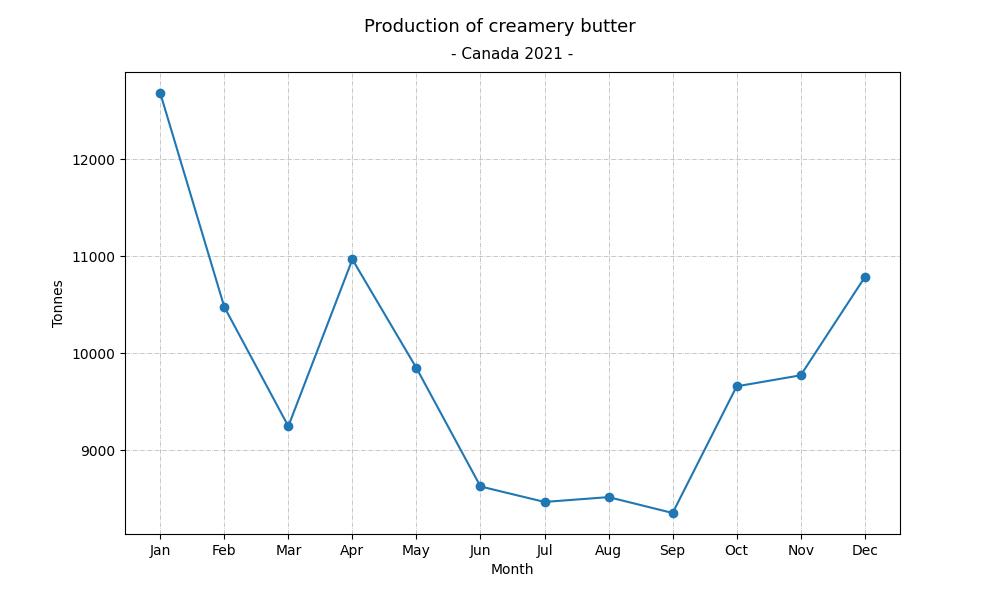 Production of creamery butter
- Canada 2021 -
12000
11000
10000
9000
Tonnes
Jan Feb Mar Apr May Jun Jul Aug Sep Oct Nov Dec
Month